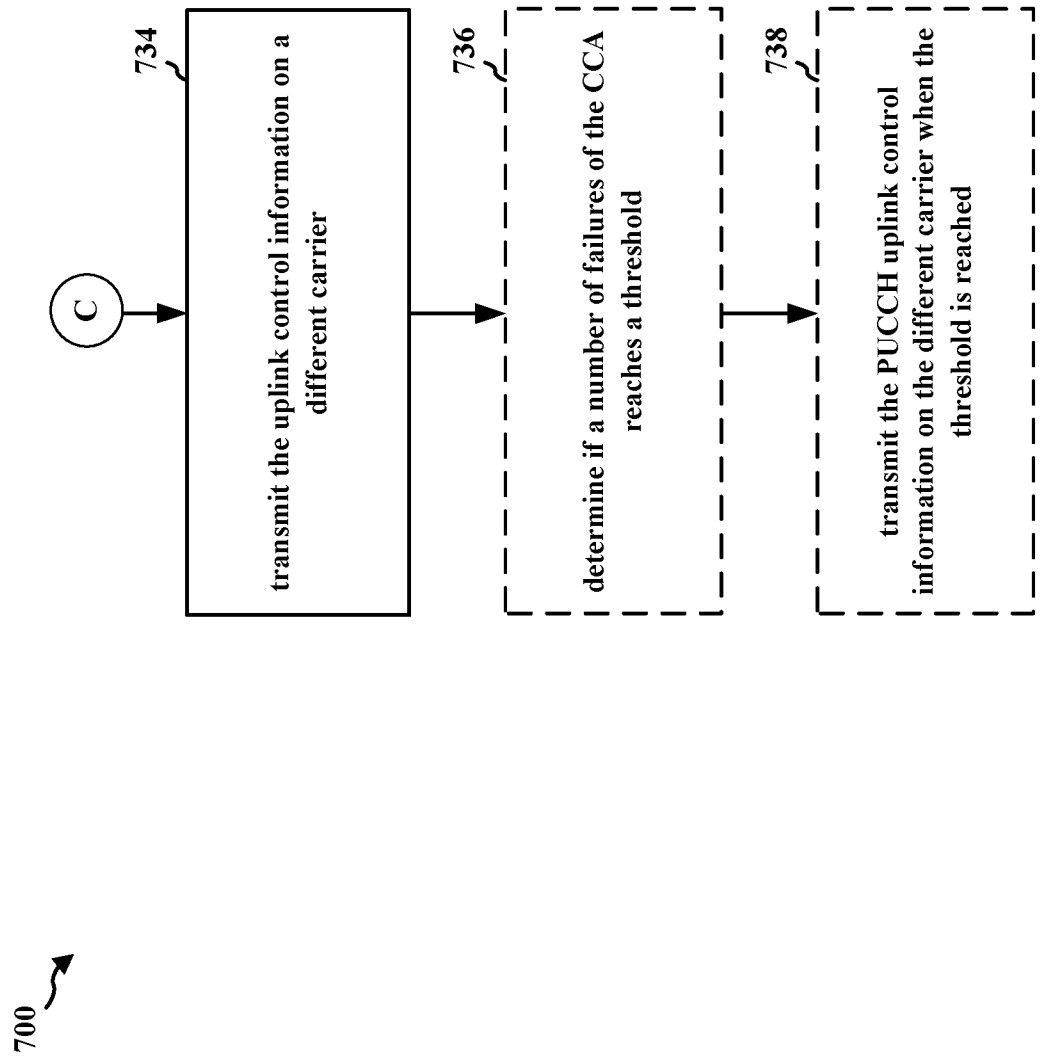 700
C
734
transmit the uplink control information on a
different carrier
736
determine if a number of failures of the CCA
reaches a threshold
738
transmit the PUCCH uplink control
information on the different carrier when the
threshold is reached